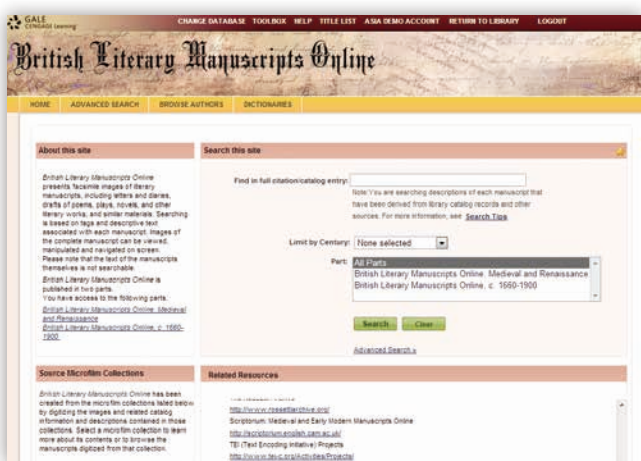 GALE
CENGAGE Learning
CHANGE DATABASE TOOLBOX HELP TITLE LIST ASIA DEMO ACCOUNT RETURN TO LIBRARY LOGOUT
British Literary Manuscripts Online
HOME ADVANCED SEARCH BROWSE AUTHORS DICTIONARIES
About this site
British Literary Manuscripts Online
presents facsimile images of literary
manuscripts, including letters and diaries,
drafts of poems, plays, novels, and other
literary works, and similar materials. Searching
is based on tags and descriptive text
associated with each manuscript. Images of
the complete manuscript can be viewed,
manipulated and navigated on screen.
Please note that the text of the manuscripts
themselves is not searchable.
British Literary Manuscripts Online is
published in two parts.
You have access to the following parts.
British Literary Manuscripts Online: Medieval
and Renaissance
British Literary Manuscripts Online, c. 1660-
1900
Search this site
Find in full citation/catalog entry:
Note: You are searching descriptions of each manuscript that
have been derived from library catalog records and other
sources. For more information, see Search Tips.
Limit by Century: None selected
Part: All Parts
British Literary Manuscripts Online: Medieval and Renaissance
British Literary Manuscripts Online, c. 1660-1900
Search Clear
Advanced Search »
Source Microfilm Collections
British Literary Manuscripts Online has been
created from the microfilm collections listed below
by digitizing the images and related catalog
information and descriptions contained in those
collections. Select a microfilm collection to learn
more about its contents or to browse the
manuscripts digitized from that collection.
Related Resources
http://www.rossettiarchive.org/
Scriptorium: Medieval and Early Modern Manuscripts Online
http://scriptorium.english.cam.ac.uk/
TEI (Text Encoding Initiative) Projects
http://www.tei-c.org/Activities/Projects/